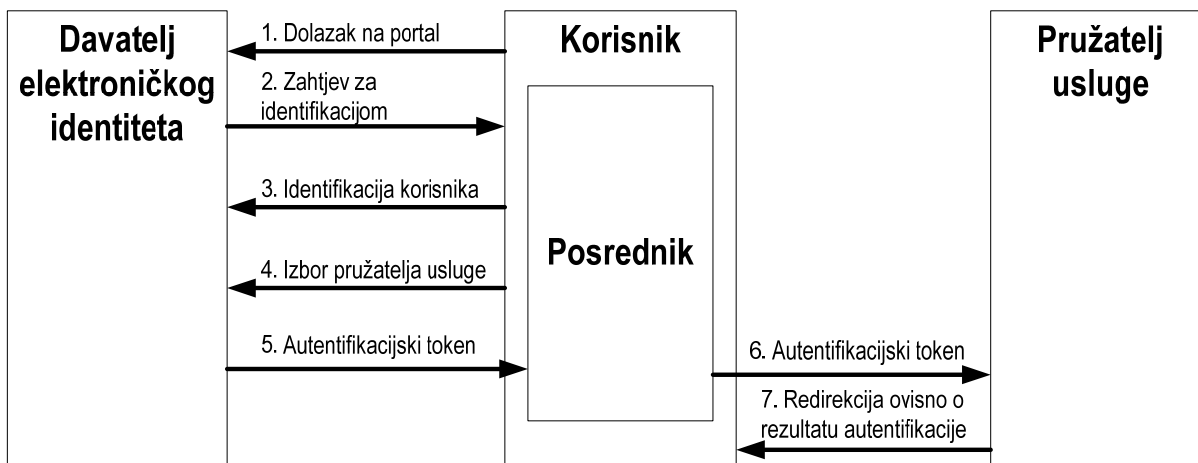 Davatelj
elektroničkog
identiteta
1. Dolazak na portal
2. Zahtjev za
identifikacijom
3. Identifikacija korisnika
4. Izbor pružatelja usluge
5. Autentifikacijski token
Korisnik
Posrednik
6. Autentifikacijski token
7. Redirekcija ovisno o
rezultatu autentifikacije
Pružatelj
usluge